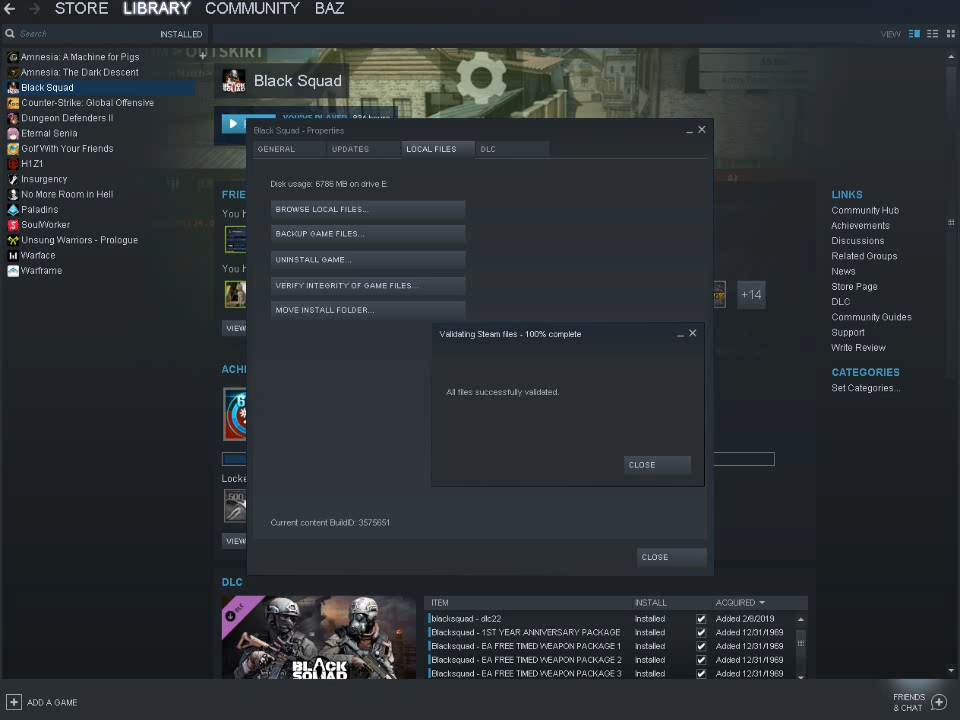 STORE LIBRARY COMMUNITY BAZ
Search INSTALLED VIEW
OUTSKIRT
Amnesia: A Machine for Pigs
Amnesia: The Dark Descent
Black Squad
Counter-Strike: Global Offensive
Dungeon Defenders II
Eternal Senia
Golf With Your Friends
H1Z1
Insurgency
No More Room in Hell
Paladins
SoulWorker
Unsung Warriors - Prologue
Warface
Warframe
Black Squad
Black Squad - Properties
GENERAL UPDATES LOCAL FILES DLC
Disk usage: 6786 MB on drive E:
BROWSE LOCAL FILES...
BACKUP GAME FILES...
UNINSTALL GAME...
VERIFY INTEGRITY OF GAME FILES...
MOVE INSTALL FOLDER...
Validating Steam files - 100% complete
All files successfully validated.
CLOSE
Current content BuildID: 3575651
CLOSE
+14
LINKS
Community Hub
Achievements
Discussions
Related Groups
News
Store Page
DLC
Community Guides
Support
Write Review
CATEGORIES
Set Categories...
DLC
DLC
BLACK
SQUAD
ITEM INSTALL ACQUIRED
blacksquad - dlc22 Installed Added 2/8/2019
Blacksquad - 1ST YEAR ANNIVERSARY PACKAGE Installed Added 12/31/1969
Blacksquad - EA FREE TIMED WEAPON PACKAGE 1 Installed Added 12/31/1969
Blacksquad - EA FREE TIMED WEAPON PACKAGE 2 Installed Added 12/31/1969
Blacksquad - EA FREE TIMED WEAPON PACKAGE 3 Installed Added 12/31/1969
ADD A GAME
FRIENDS
& CHAT